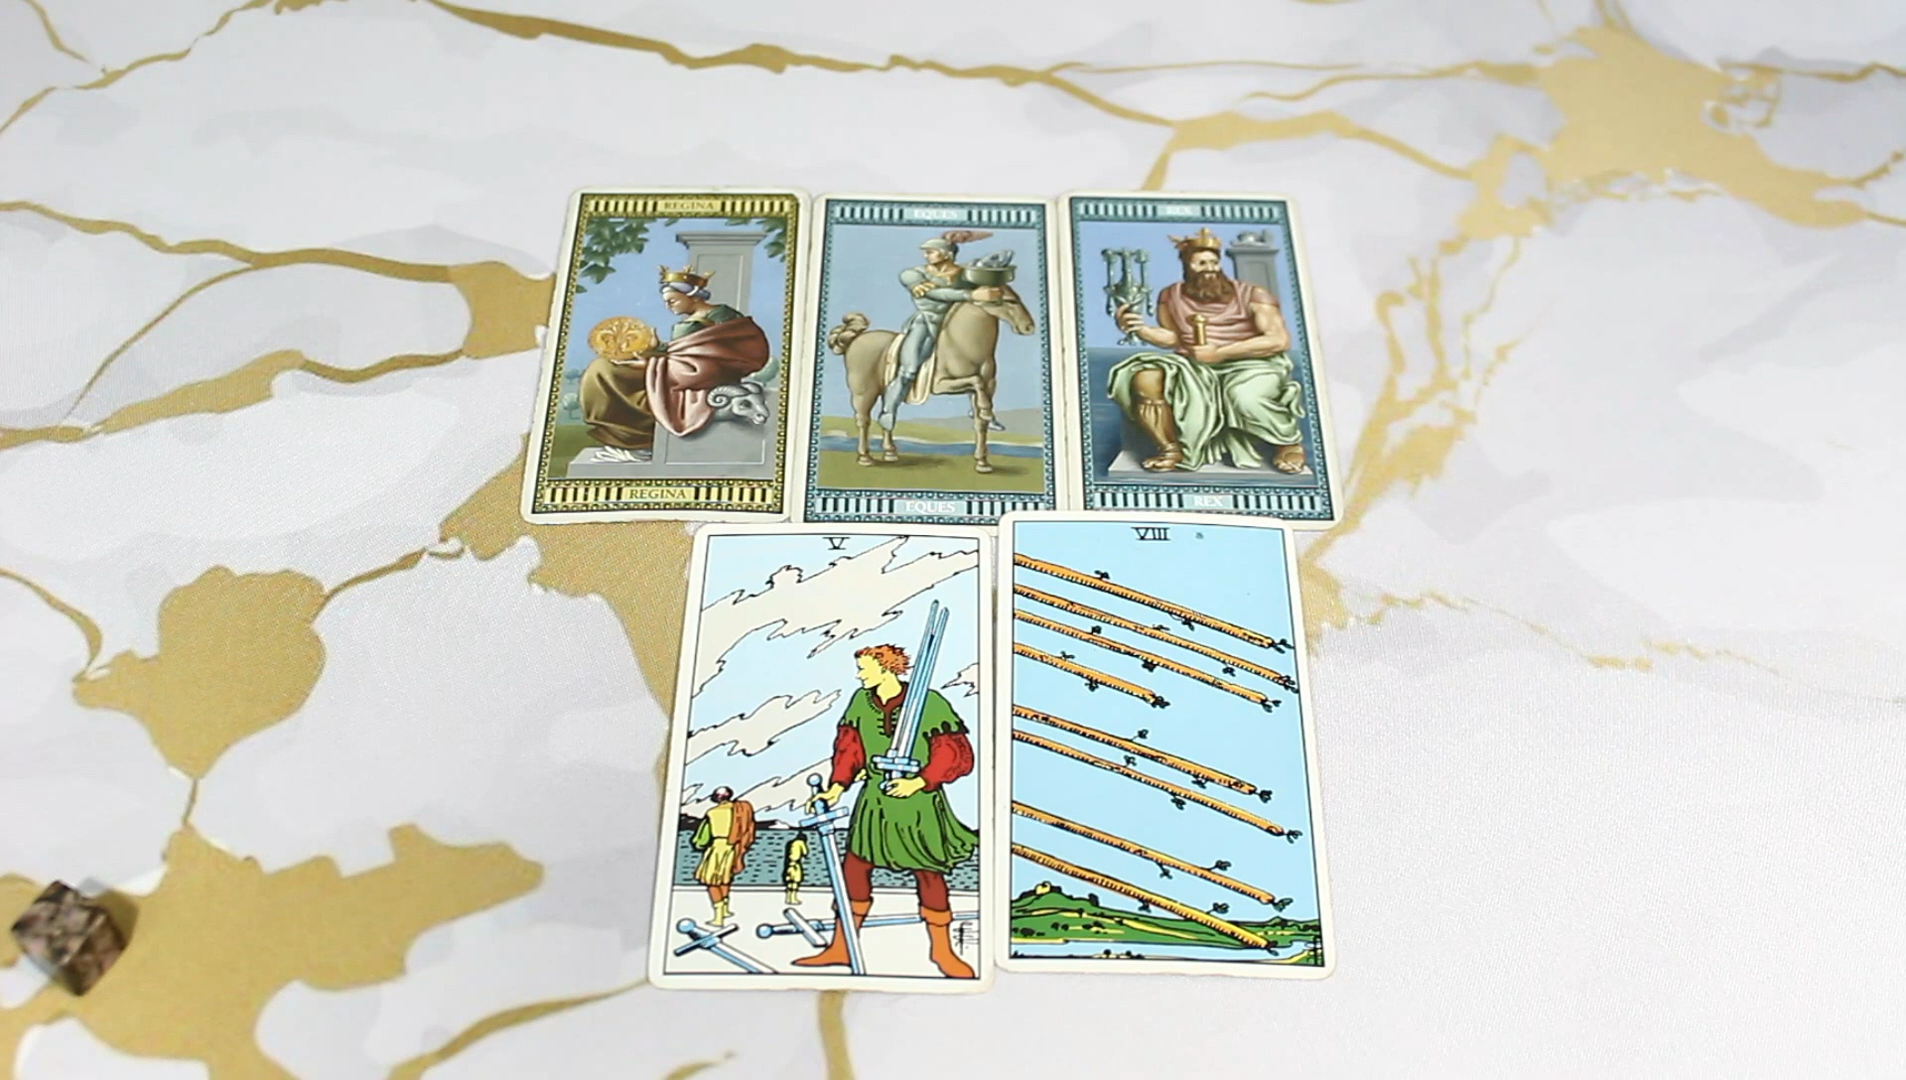 REGINA
EQUES
REX
REGINA
EQUES
REX
V
VIII